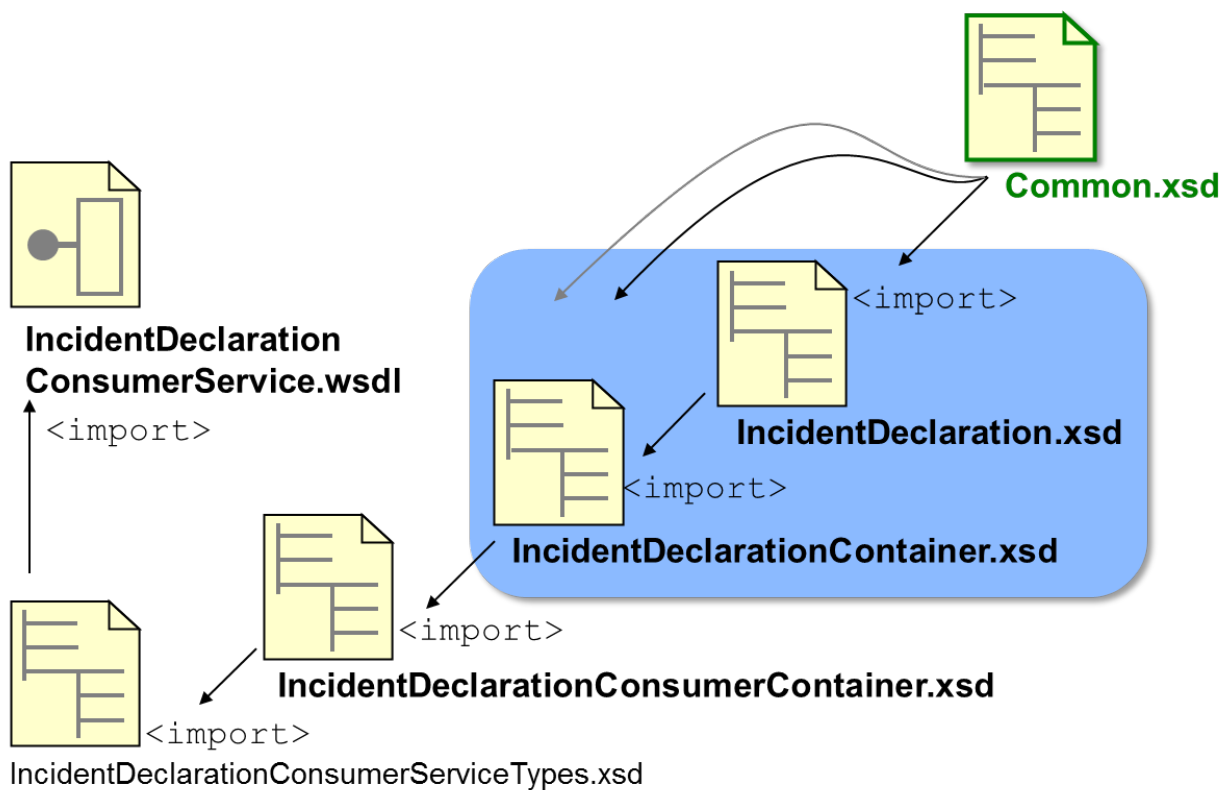 Common.xsd
<import>
IncidentDeclaration
ConsumerService.wsdl
<import>
IncidentDeclaration.xsd
<import>
IncidentDeclarationContainer.xsd
<import>
IncidentDeclarationConsumerContainer.xsd
<import>
IncidentDeclarationConsumerServiceTypes.xsd